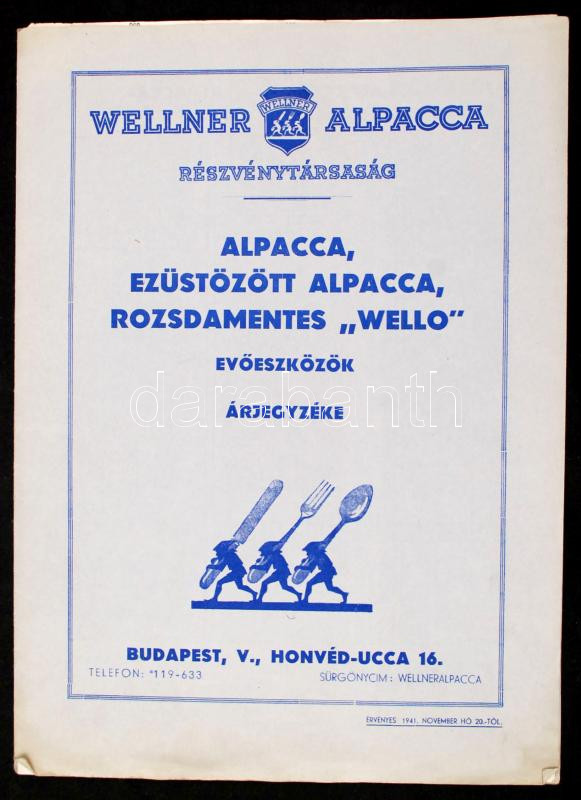 WELLNER ALPACCA
WELLNER
RÉSZVÉNYTÁRSASÁG
ALPACCA,
EZÜSTÖZÖTT ALPACCA,
ROZSDAMENTES „WELLO”
EVŐESZKÖZÖK
darabanth
ÁRJEGYZÉKE
BUDAPEST, V., HONVÉD-UCCA 16.
TELEFON: *119-633 SÜRGÖNYCIM: WELLNERALPACCA
ÉRVÉNYES 1941. NOVEMBER HÓ 20.-TÓL.